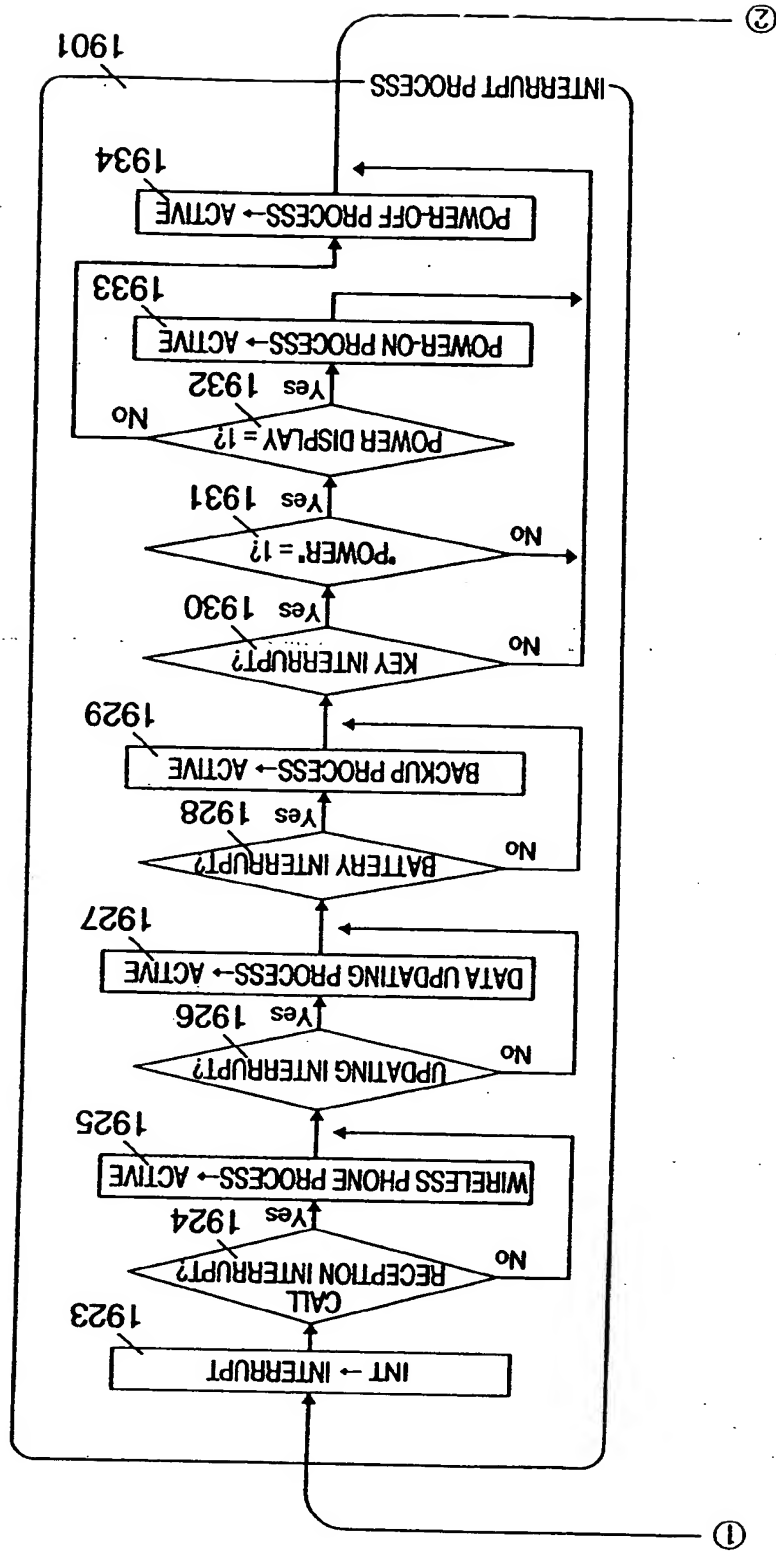 ①
INT ← INTERRUPT
1923
CALL
RECEPTION INTERRUPT?
1924
No
Yes
WIRELESS PHONE PROCESS ← ACTIVE
1925
UPDATING INTERRUPT?
1926
No
Yes
DATA UPDATING PROCESS ← ACTIVE
1927
BATTERY INTERRUPT?
1928
No
Yes
BACKUP PROCESS ← ACTIVE
1929
KEY INTERRUPT?
1930
No
Yes
"POWER" = 1?
1931
No
Yes
POWER DISPLAY = 1?
1932
No
Yes
POWER-ON PROCESS ← ACTIVE
1933
POWER-OFF PROCESS ← ACTIVE
1934
INTERRUPT PROCESS
1901
②